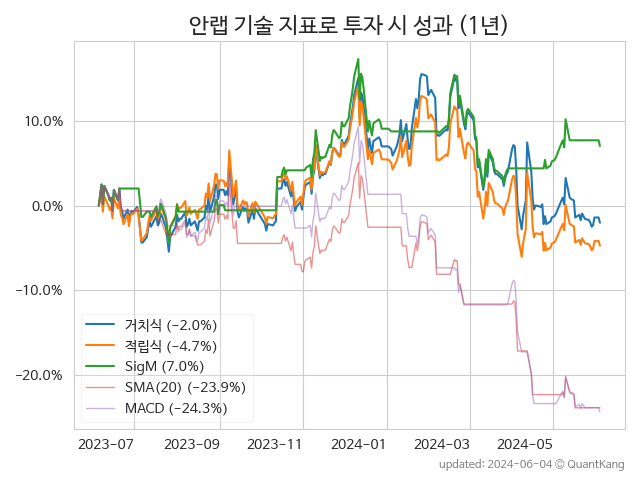 안랩 기술 지표로 투자 시 성과 (1년)
10.0%
0.0%
−10.0%
−20.0%
거치식 (−2.0%)
적립식 (−4.7%)
SigM (7.0%)
SMA(20) (−23.9%)
MACD (−24.3%)
2023−07 2023−09 2023−11 2024−01 2024−03 2024−05
updated: 2024-06-04 © QuantKang